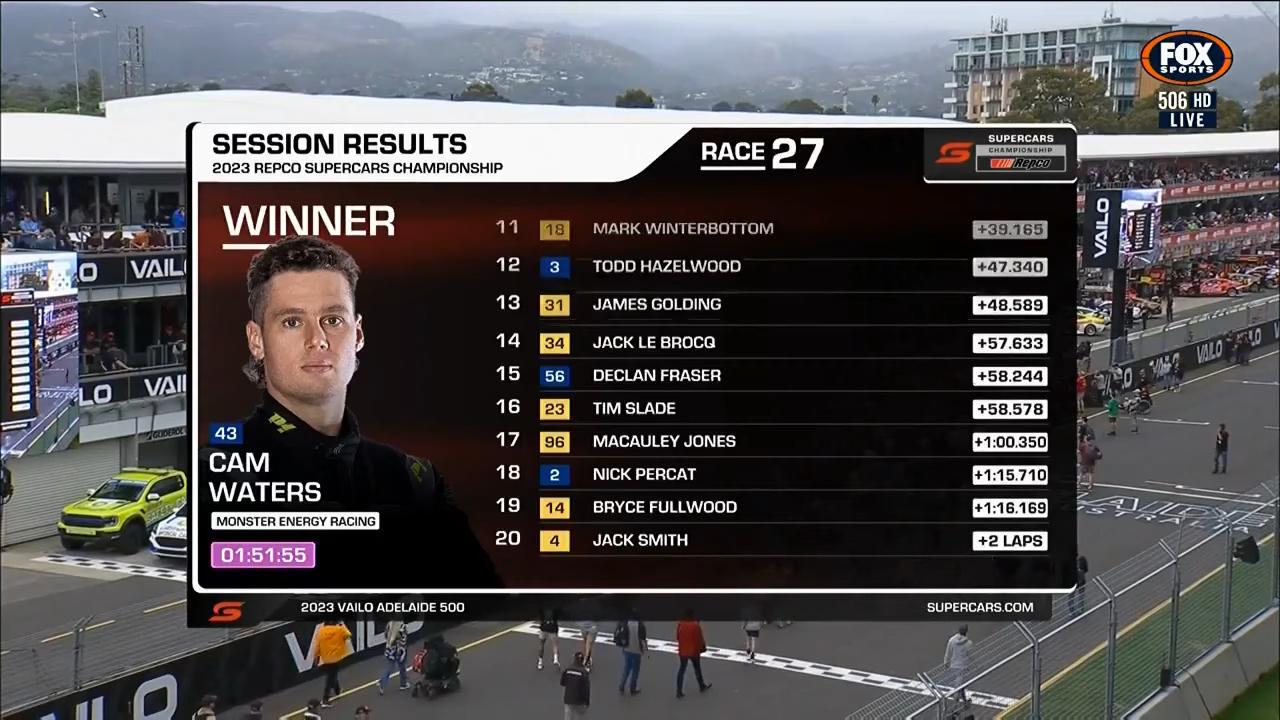 FOX
SPORTS
506 HD
LIVE
SESSION RESULTS
2023 REPCO SUPERCARS CHAMPIONSHIP
RACE 27
SUPERCARS
CHAMPIONSHIP
Repco
WINNER
43
CAM
WATERS
MONSTER ENERGY RACING
01:51:55
11 18 MARK WINTERBOTTOM +39.165
12 3 TODD HAZELWOOD +47.340
13 31 JAMES GOLDING +48.589
14 34 JACK LE BROCQ +57.633
15 56 DECLAN FRASER +58.244
16 23 TIM SLADE +58.578
17 96 MACAULEY JONES +1:00.350
18 2 NICK PERCAT +1:15.710
19 14 BRYCE FULLWOOD +1:16.169
20 4 JACK SMITH +2 LAPS
2023 VAILO ADELAIDE 500
SUPERCARS.COM
VAILO
VAILO